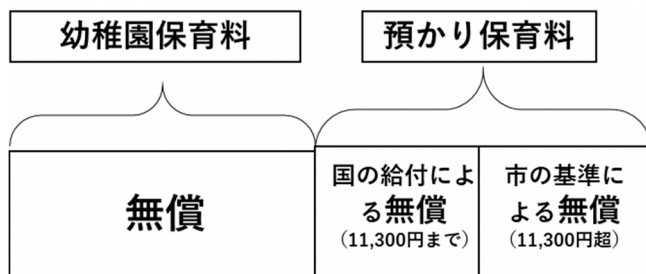 幼稚園保育料
預かり保育料
無償
国の給付によ
る無償
（11,300円まで）
市の基準に
よる無償
（11,300円超）